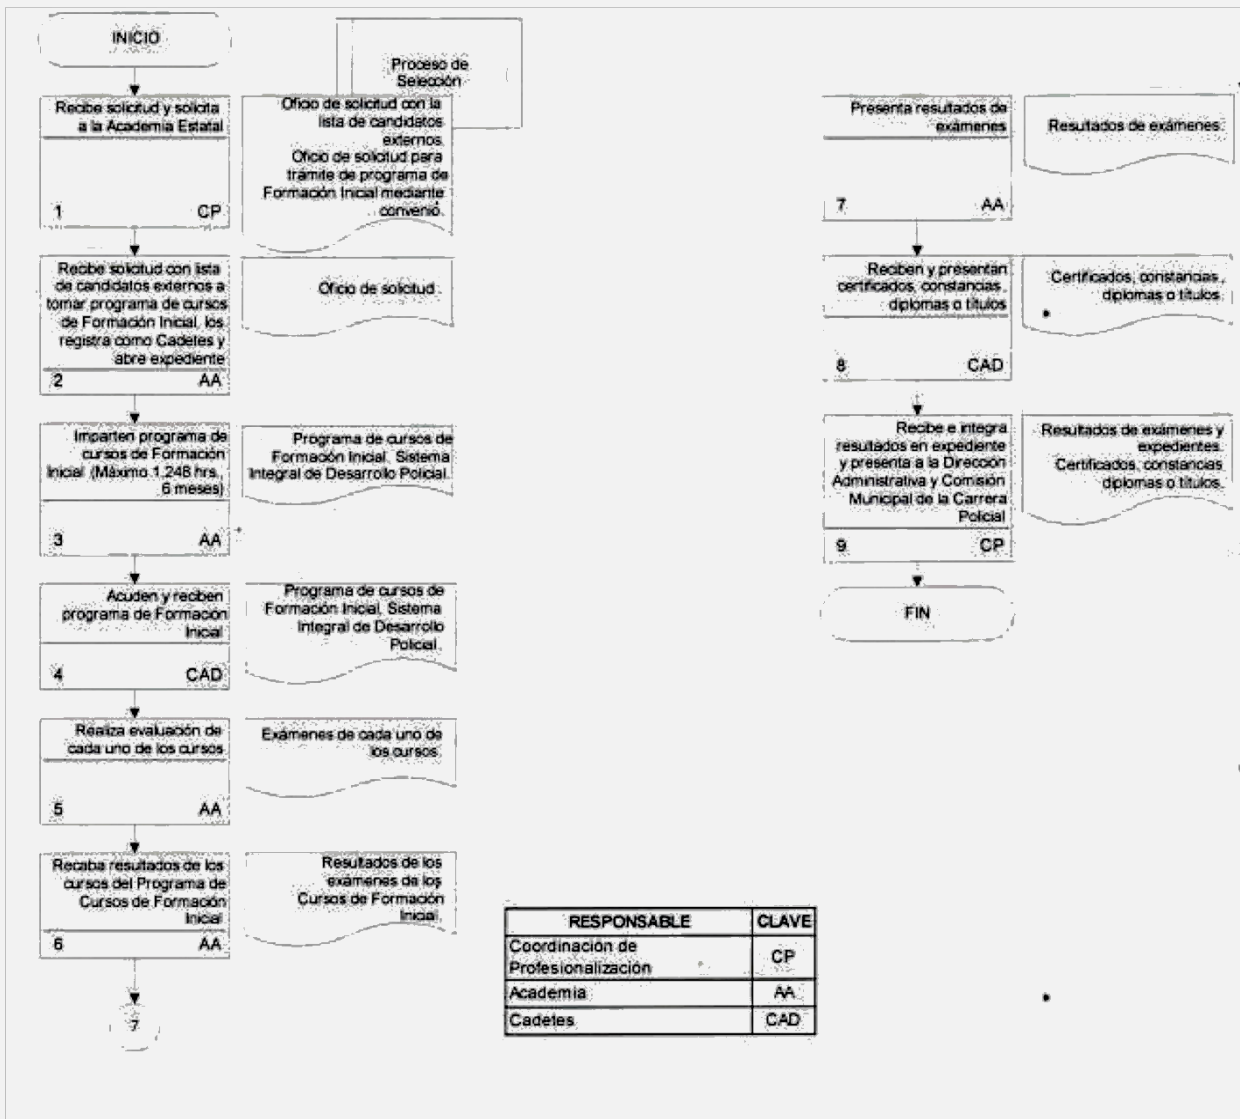 INICIO
Proceso de
Selección
Recibe solicitud y solicita
a la Academia Estatal
1 CP
Oficio de solicitud con la
lista de candidatos
externos.
Oficio de solicitud para
trámite de programa de
Formación Inicial mediante
convenio.
Recibe solicitud con lista
de candidatos externos a
tomar programa de cursos
de Formación Inicial, los
registra como Cadetes y
abre expediente
2 AA
Oficio de solicitud.
Imparten programa de
cursos de Formación
Inicial (Máximo 1,248 hrs.,
6 meses)
3 AA
Programa de cursos de
Formación Inicial, Sistema
Integral de Desarrollo Policial.
Acuden y reciben
programa de Formación
Inicial
4 CAD
Programa de cursos de
Formación Inicial, Sistema
Integral de Desarrollo
Policial.
Realiza evaluación de
cada uno de los cursos
5 AA
Exámenes de cada uno de
los cursos.
Recaba resultados de los
cursos del Programa de
Cursos de Formación
Inicial
6 AA
Resultados de los
exámenes de los
Cursos de Formación
Inicial.
7
Presenta resultados de
exámenes
7 AA
Resultados de exámenes.
Reciben y presentan
certificados, constancias,
diplomas o títulos
8 CAD
Certificados, constancias,
diplomas o títulos.
Recibe e integra
resultados en expediente
y presenta a la Dirección
Administrativa y Comisión
Municipal de la Carrera
Policial
9 CP
Resultados de exámenes y
expedientes.
Certificados, constancias
diplomas o títulos.
FIN
RESPONSABLE CLAVE
Coordinación de
Profesionalización CP
Academia AA
Cadetes CAD